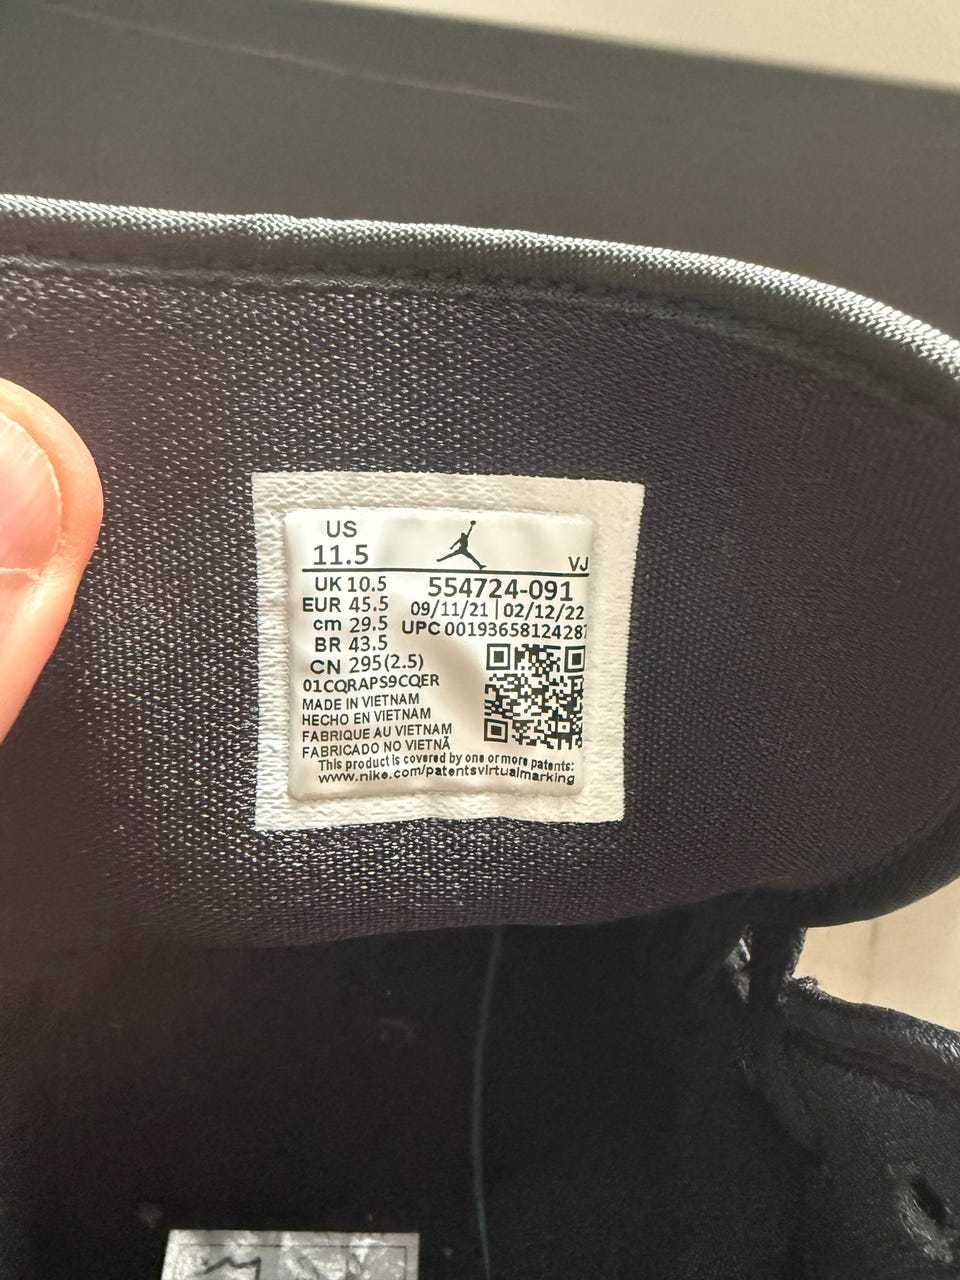 US
11.5
VJ
UK 10.5
EUR 45.5
cm 29.5
BR 43.5
CN 295(2.5)
554724-091
09/11/21 | 02/12/22
UPC 00193658124287
01CQRAPS9CQER
MADE IN VIETNAM
HECHO EN VIETNAM
FABRIQUE AU VIETNAM
FABRICADO NO VIETNÃ
This product is covered by one or more patents:
www.nike.com/patentsvirtualmarking